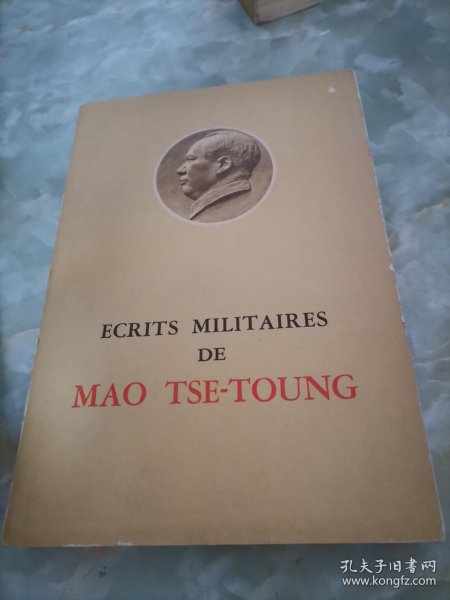 ECRITS MILITAIRES
DE
MAO TSE-TOUNG
孔夫子旧书网
www.kongfz.com